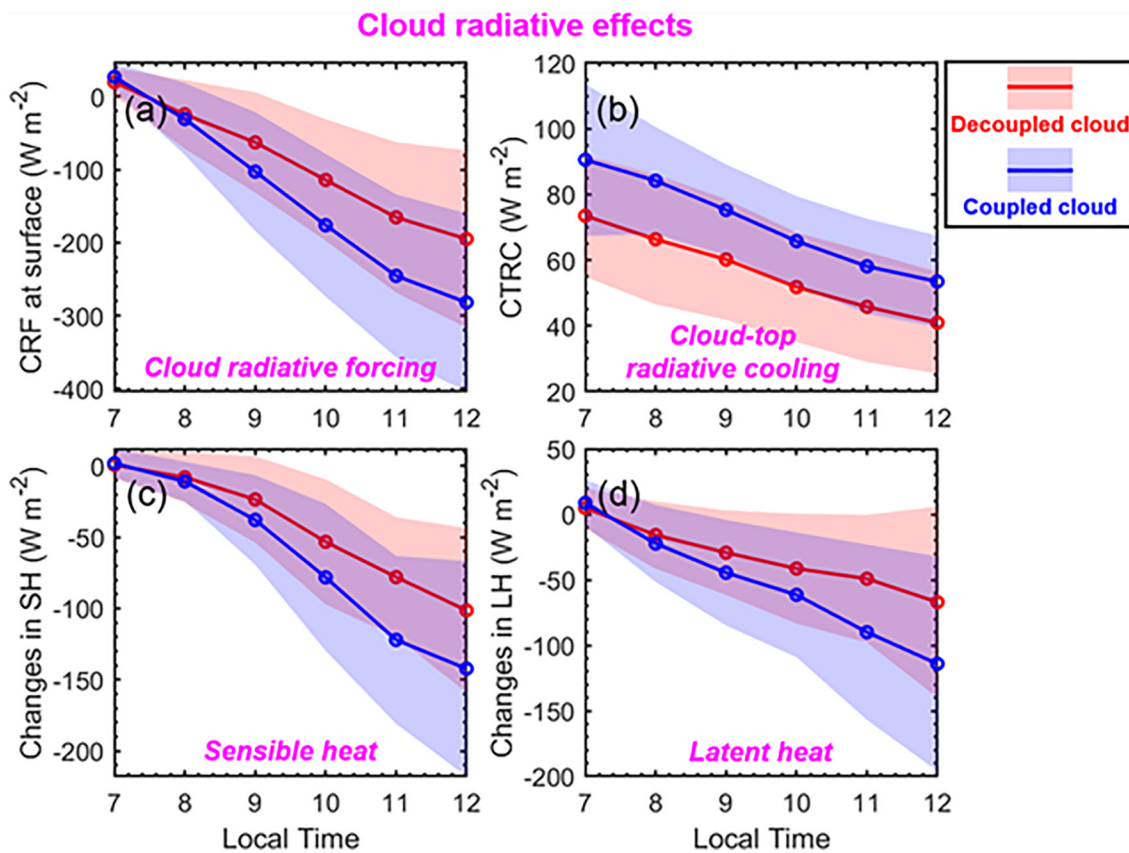 Cloud radiative effects
CRF at surface (W m-2)
0
-100
-200
-300
-400
(a)
Cloud radiative forcing
7 8 9 10 11 12
CTRC (W m-2)
120
100
80
60
40
20
(b)
Cloud-top
radiative cooling
7 8 9 10 11 12
Decoupled cloud
Coupled cloud
Changes in SH (W m-2)
0
-50
-100
-150
-200
(c)
Sensible heat
7 8 9 10 11 12
Local Time
Changes in LH (W m-2)
50
0
-50
-100
-150
-200
(d)
Latent heat
7 8 9 10 11 12
Local Time